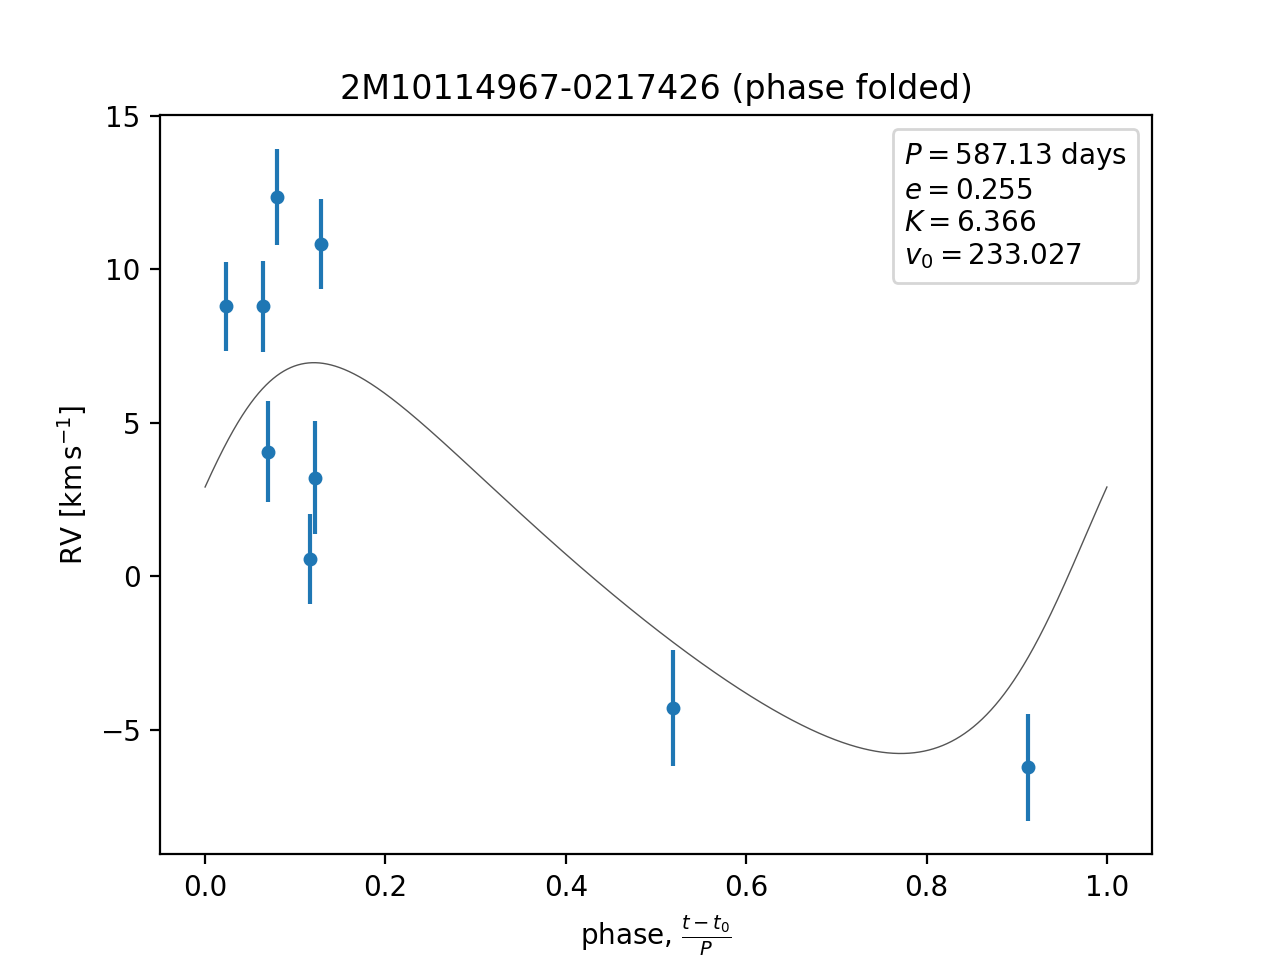 2M10114967-0217426 (phase folded)
15
10
5
0
−5
RV [km s⁻¹]
P = 587.13 days
e = 0.255
K = 6.366
v₀ = 233.027
0.0 0.2 0.4 0.6 0.8 1.0
phase, (t − t₀)/P